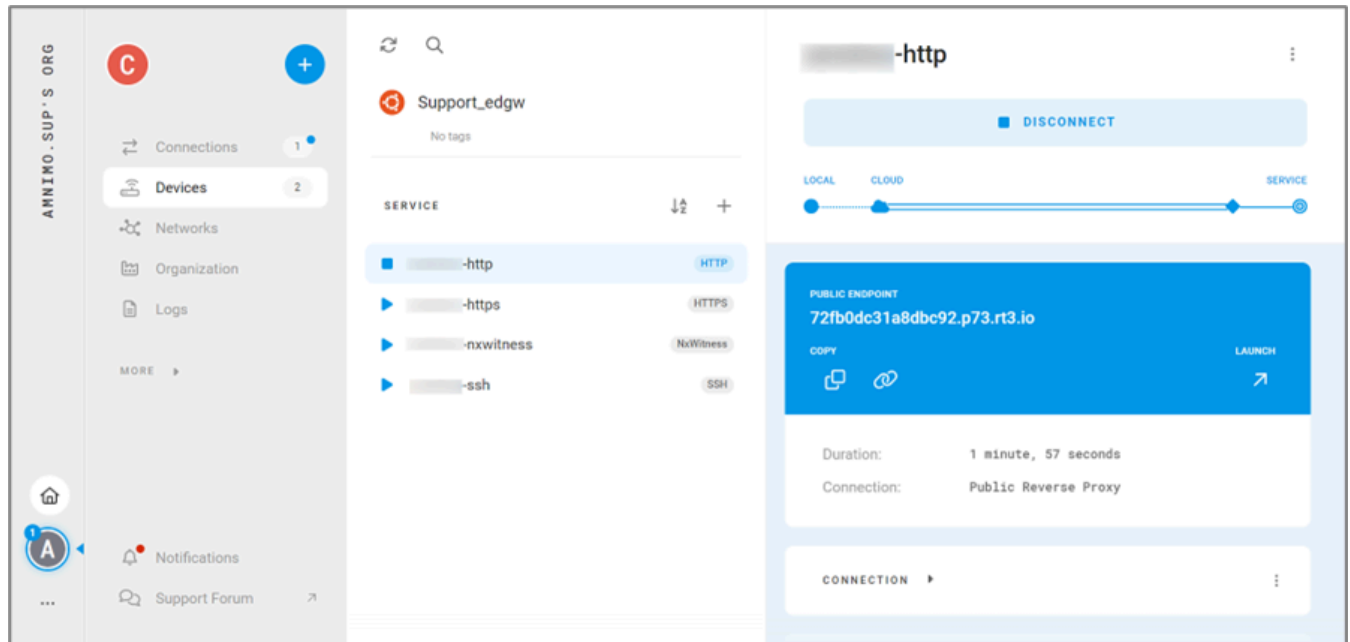 AMNIMO.SUP'S ORG
C
+
Connections 1
Devices 2
Networks
Organization
Logs
MORE
1
A
...
Notifications
Support Forum
Support_edgw
No tags
SERVICE
-http HTTP
-https HTTPS
-nxwitness NxWitness
-ssh SSH
-http
DISCONNECT
LOCAL CLOUD SERVICE
PUBLIC ENDPOINT
72fb0dc31a8dbc92.p73.rt3.io
COPY LAUNCH
Duration: 1 minute, 57 seconds
Connection: Public Reverse Proxy
CONNECTION